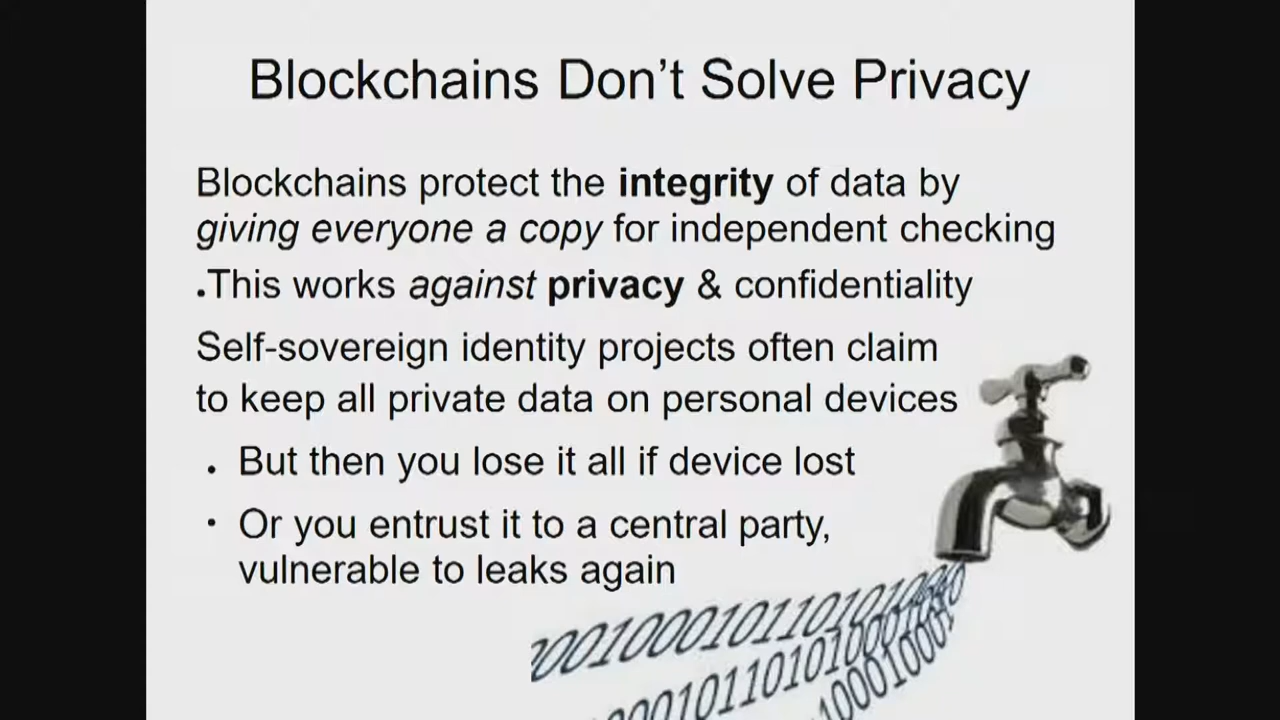 Blockchains Don't Solve Privacy
Blockchains protect the integrity of data by
giving everyone a copy for independent checking
.This works against privacy & confidentiality
Self-sovereign identity projects often claim
to keep all private data on personal devices
. But then you lose it all if device lost
• Or you entrust it to a central party,
vulnerable to leaks again